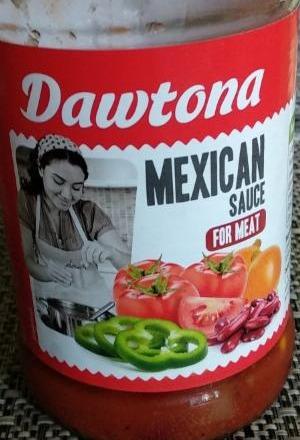 Dawtona
MEXICAN
SAUCE
FOR MEAT